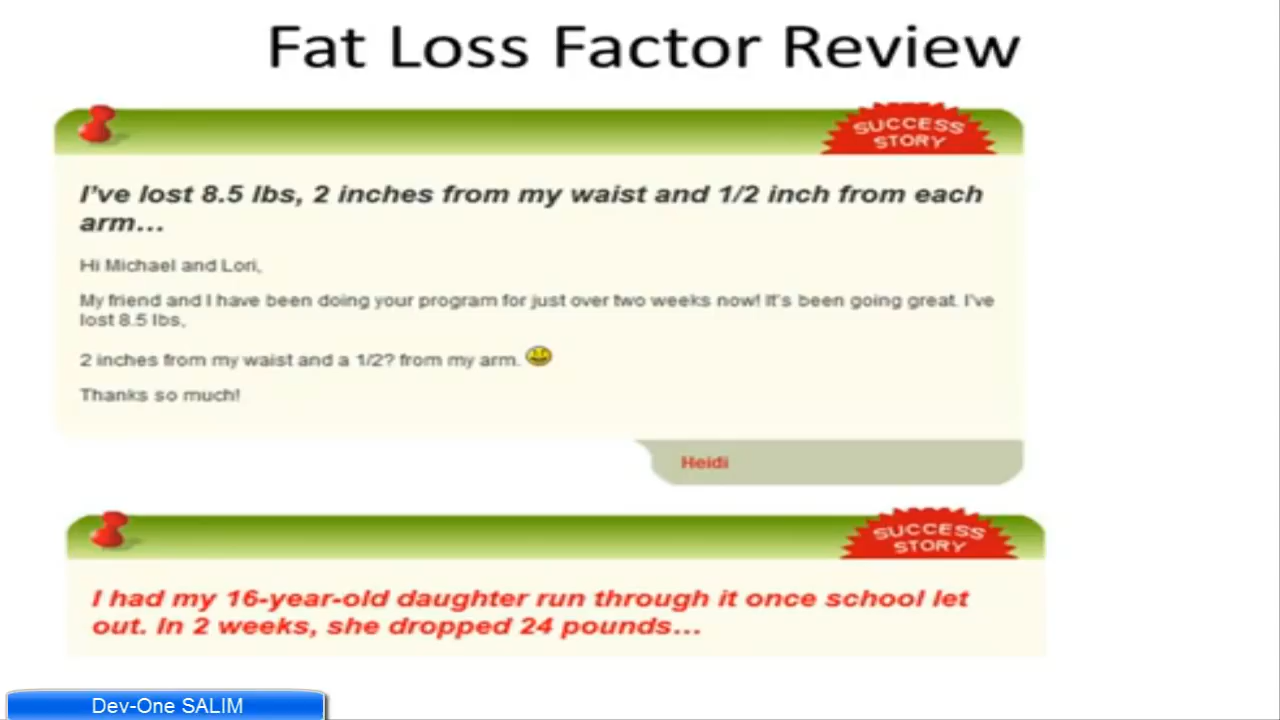 Fat Loss Factor Review
SUCCESS
STORY
I've lost 8.5 lbs, 2 inches from my waist and 1/2 inch from each
arm...
Hi Michael and Lori,
My friend and I have been doing your program for just over two weeks now! It's been going great. I've
lost 8.5 lbs,
2 inches from my waist and a 1/2? from my arm.
Thanks so much!
Heidi
SUCCESS
STORY
I had my 16-year-old daughter run through it once school let
out. In 2 weeks, she dropped 24 pounds...
Dev-One SALIM